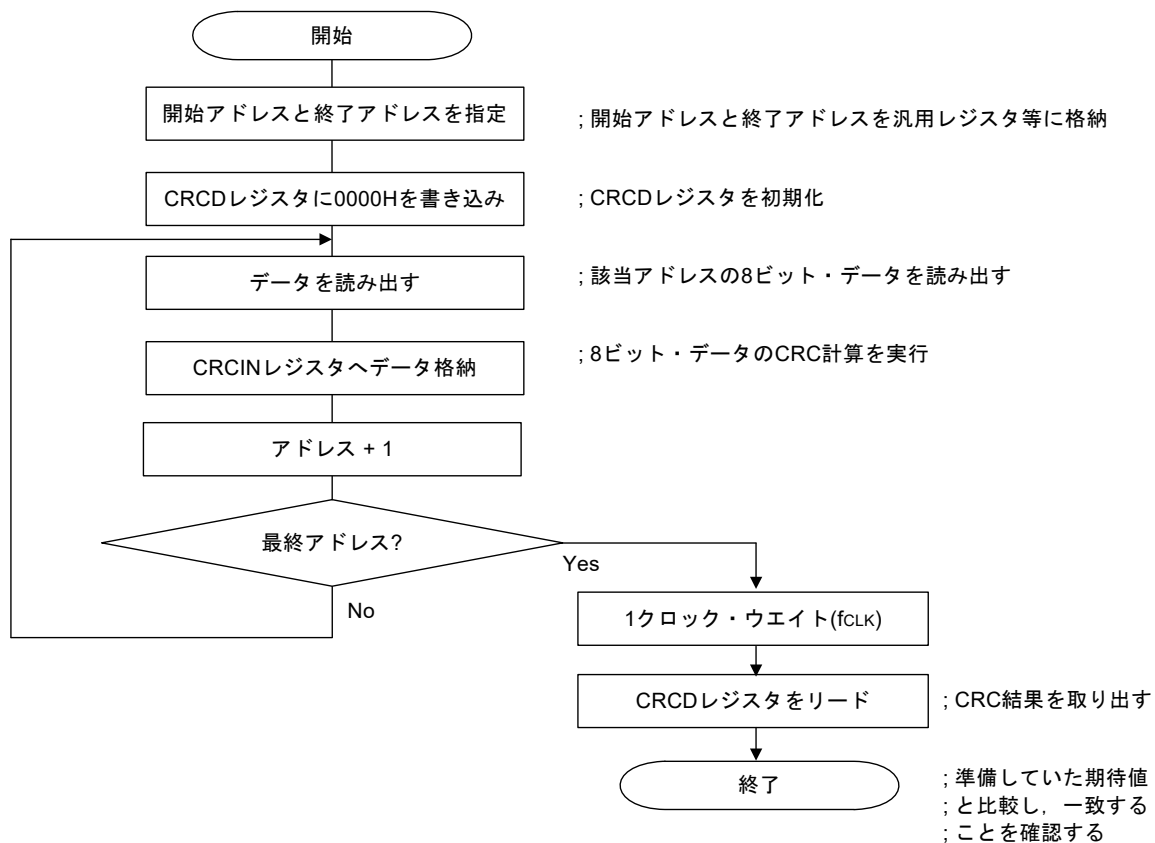 開始
開始アドレスと終了アドレスを指定
; 開始アドレスと終了アドレスを汎用レジスタ等に格納
CRCDレジスタに0000Hを書き込み
; CRCDレジスタを初期化
データを読み出す
; 該当アドレスの8ビット・データを読み出す
CRCINレジスタへデータ格納
; 8ビット・データのCRC計算を実行
アドレス + 1
最終アドレス?
Yes
No
1クロック・ウエイト(fCLK)
CRCDレジスタをリード
; CRC結果を取り出す
終了
; 準備していた期待値
; と比較し，一致する
; ことを確認する